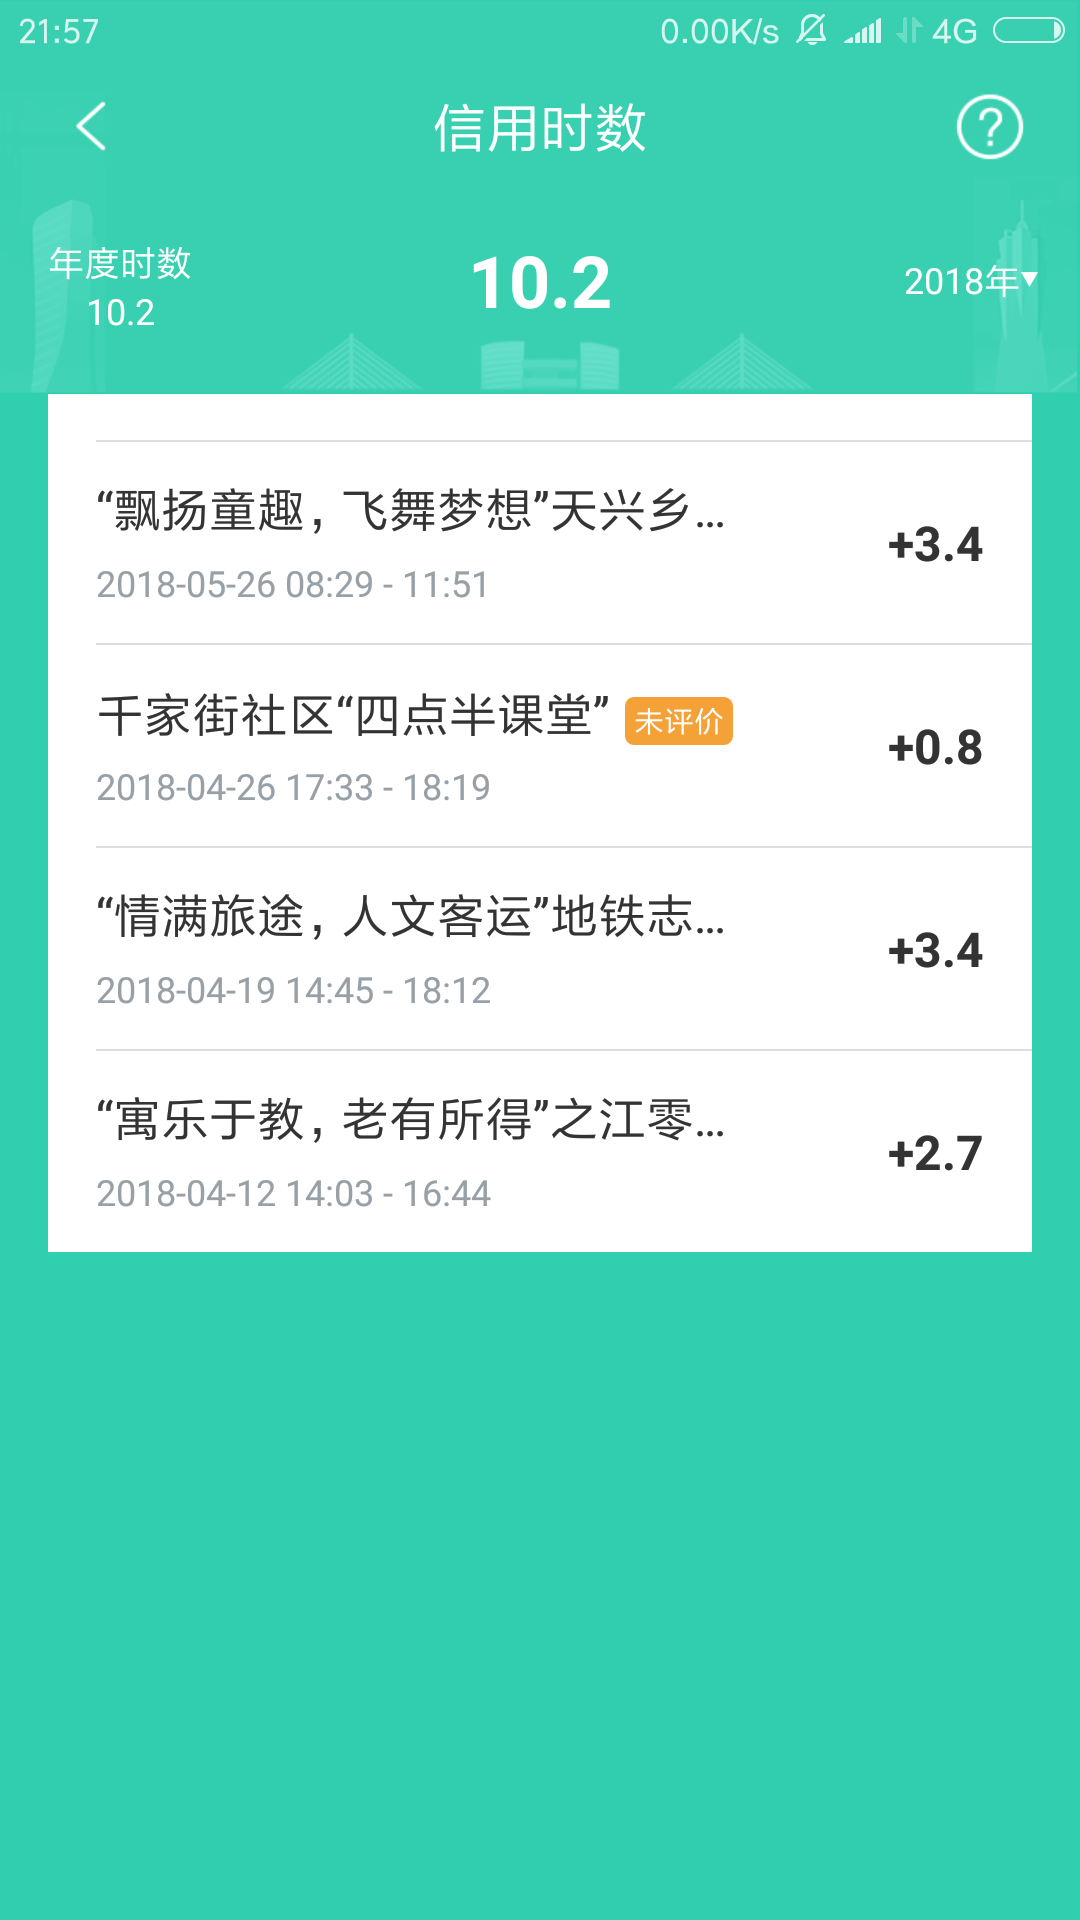 21:57 0.00K/s 4G
信用时数
年度时数
10.2
10.2
2018年
“飘扬童趣，飞舞梦想”天兴乡...
+3.4
2018-05-26 08:29 - 11:51
千家街社区“四点半课堂” 未评价
+0.8
2018-04-26 17:33 - 18:19
“情满旅途，人文客运”地铁志...
+3.4
2018-04-19 14:45 - 18:12
“寓乐于教，老有所得”之江零...
+2.7
2018-04-12 14:03 - 16:44